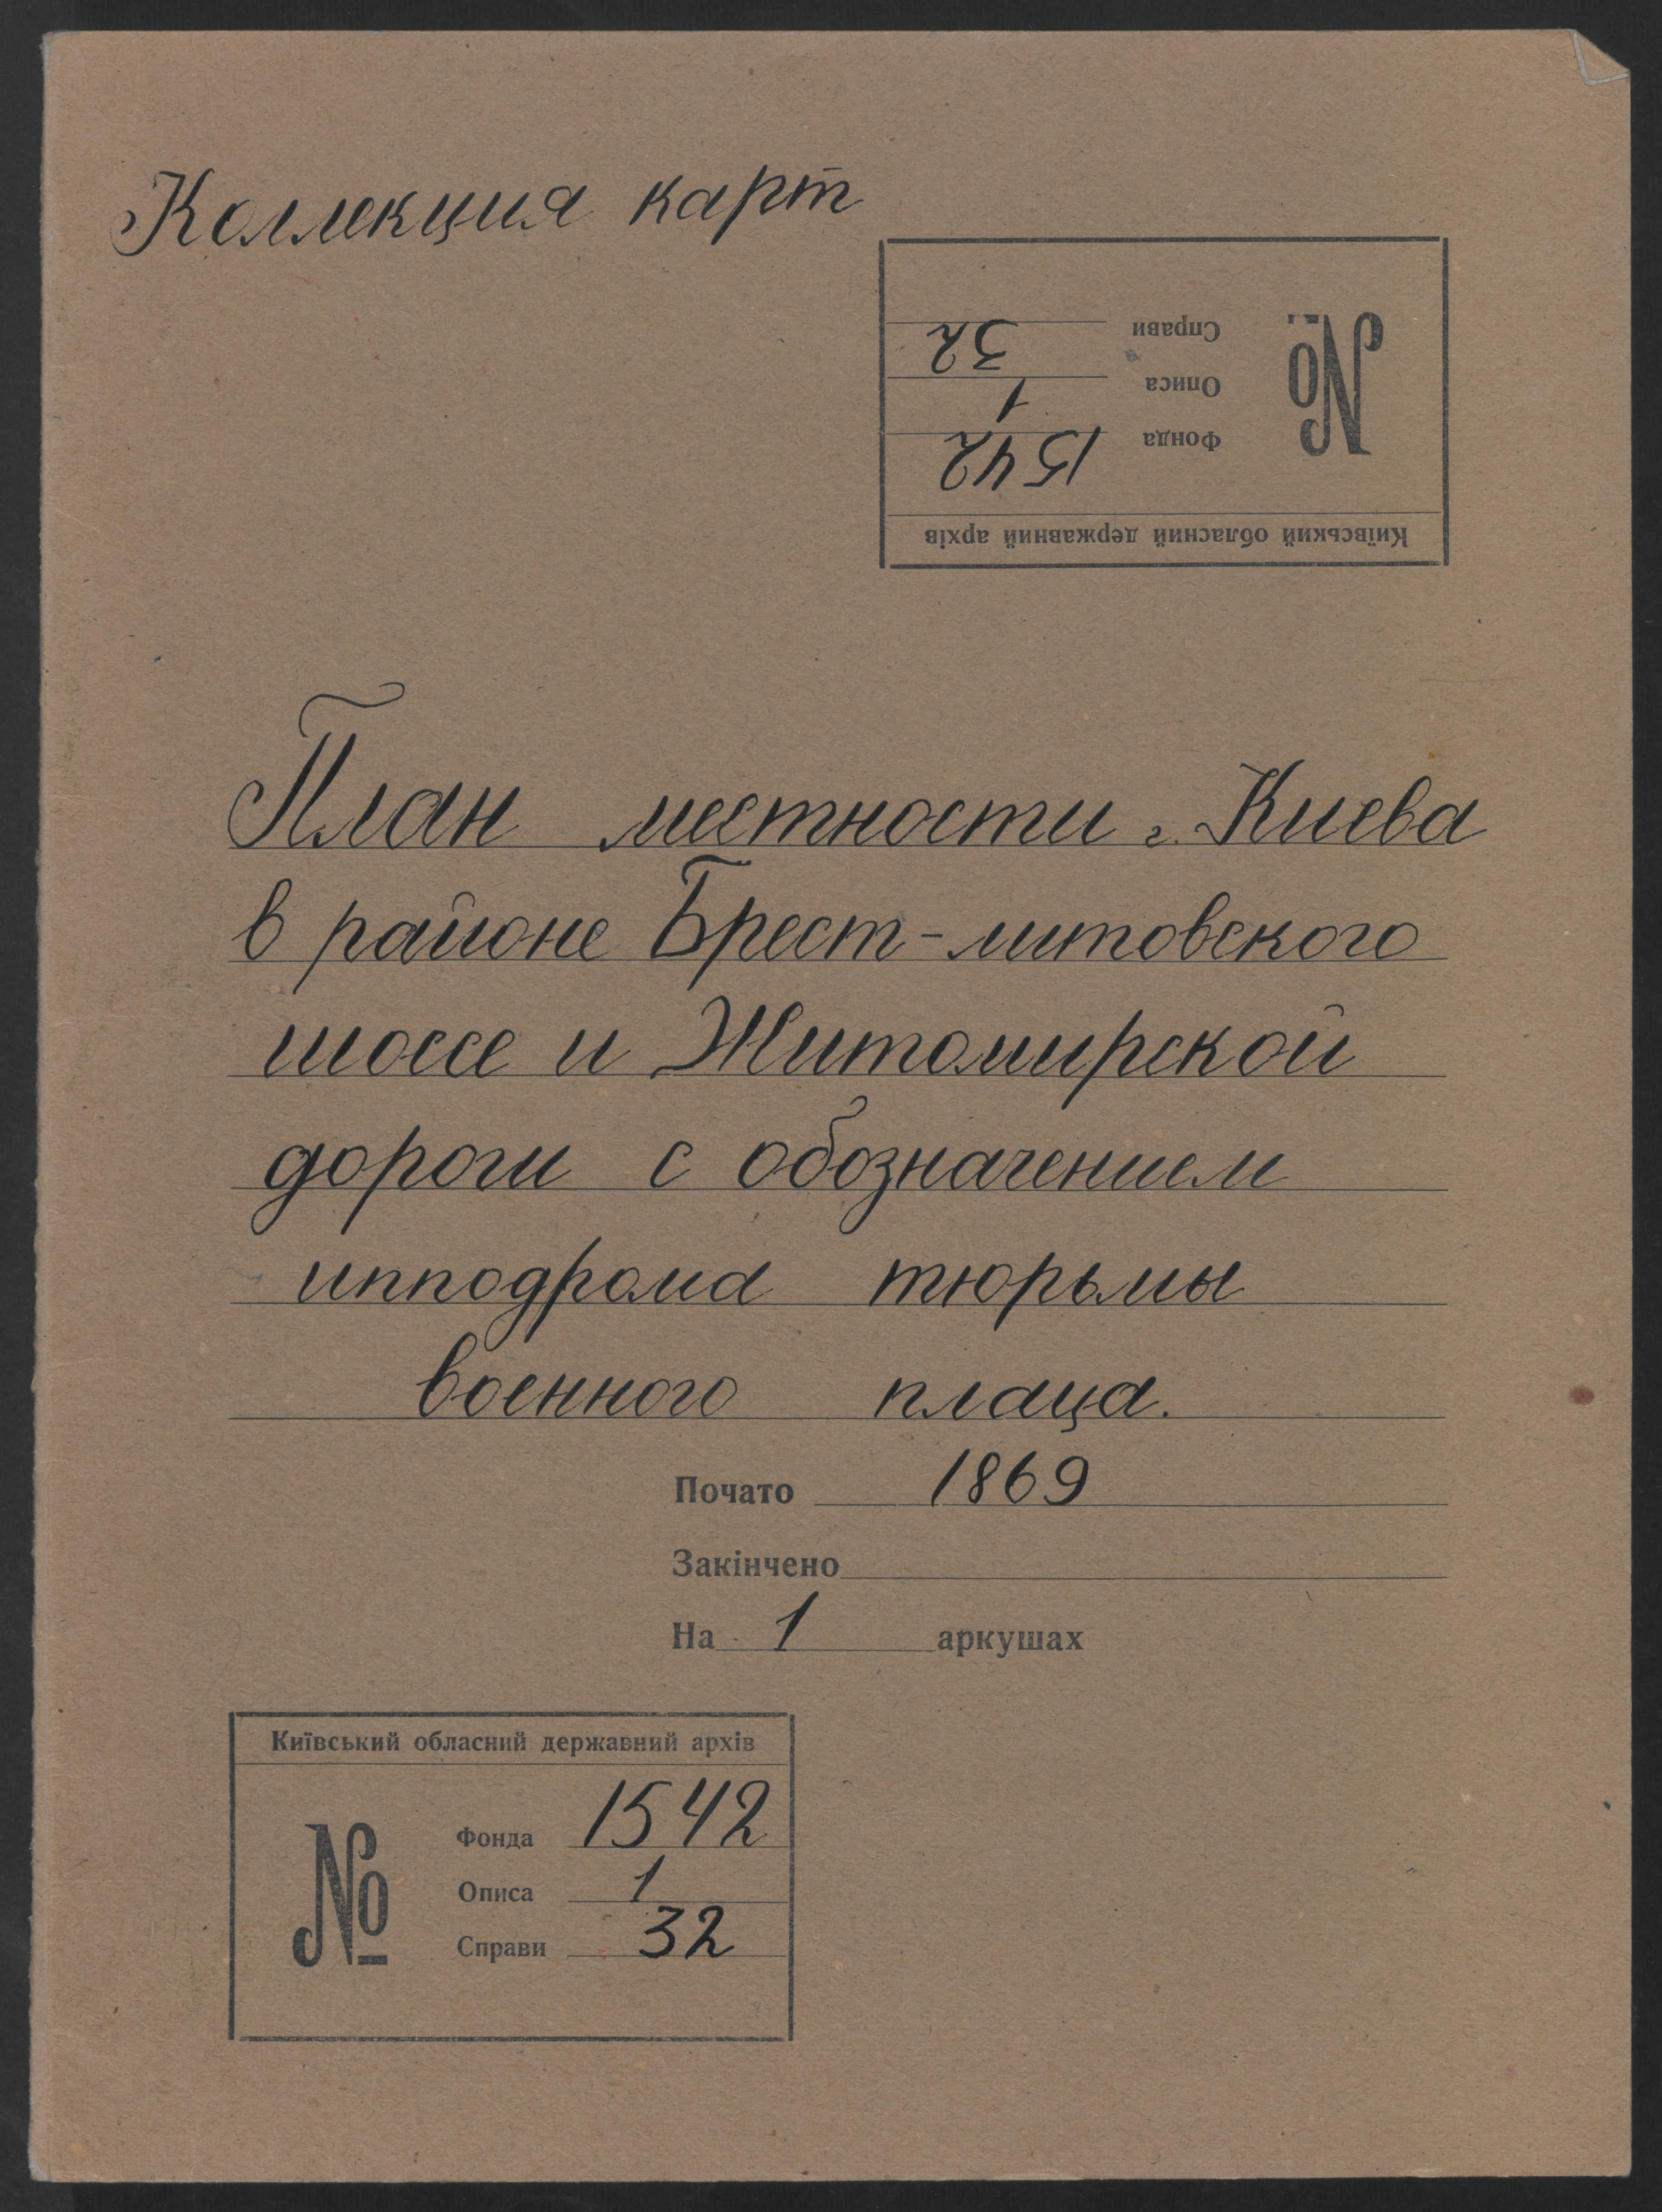 Коллекция карт
Київський обласний державний архів
№
Фонда 1542
Описа 1
Справи 32
План местности г. Киева
в районе Брест-литовского
шоссе и Житомирской
дороги с обозначением
ипподрома тюрьмы
военного плаца.
Почато 1869
Закінчено
На 1 аркушах
Київський обласний державний архів
№
Фонда 1542
Описа 1
Справи 32